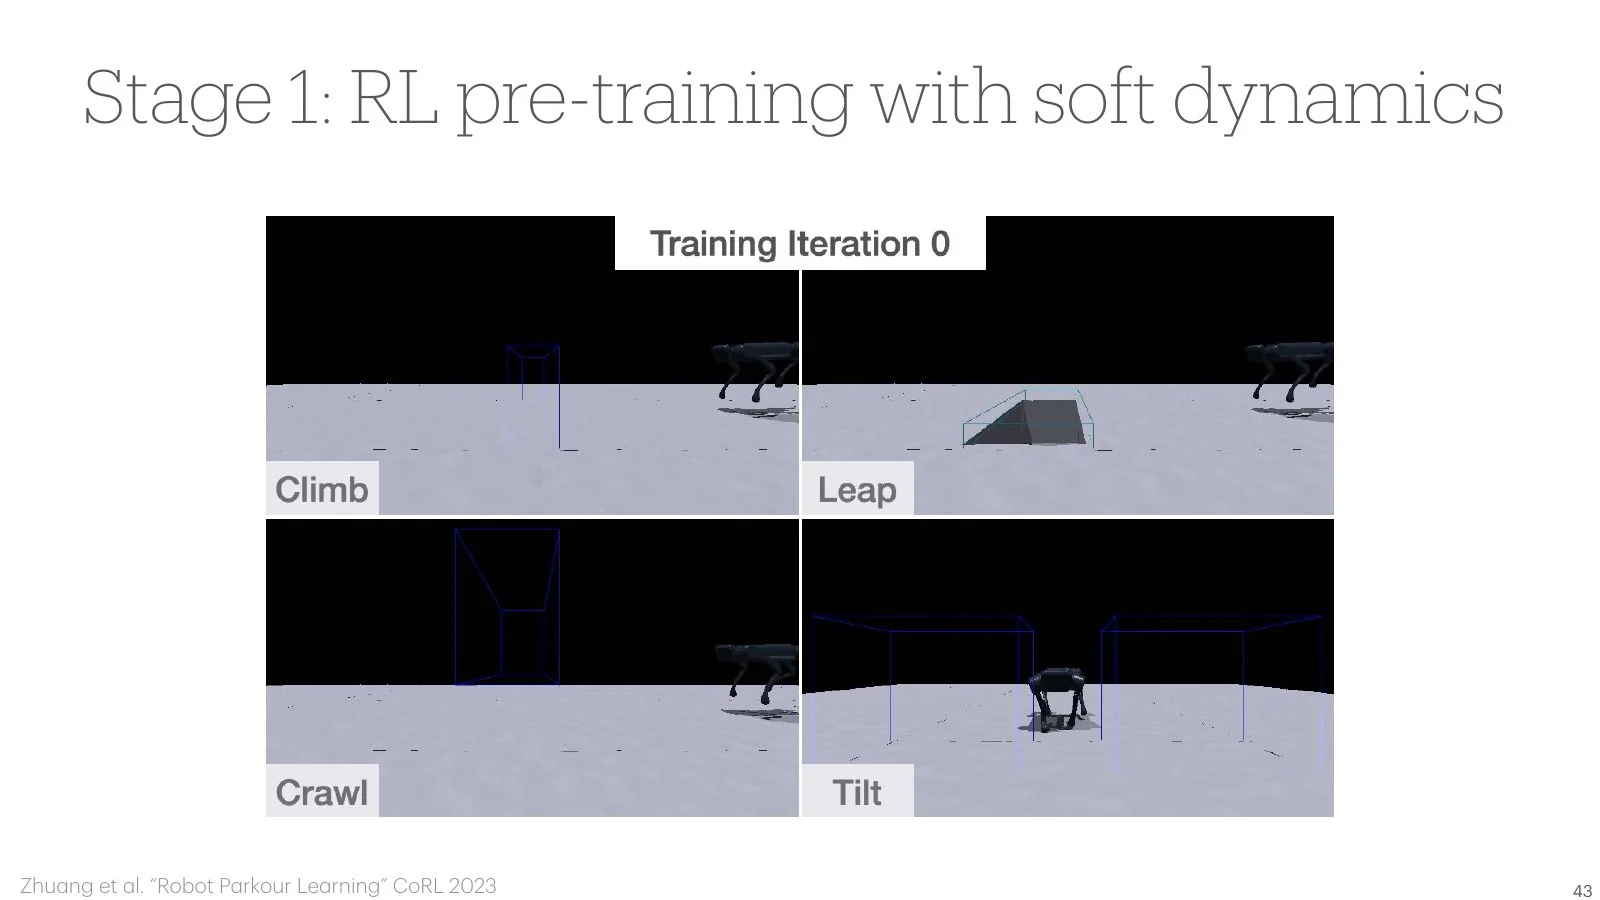 Stage 1: RL pre-training with soft dynamics
Training Iteration 0
Climb
Leap
Crawl
Tilt
Zhuang et al. “Robot Parkour Learning” CoRL 2023
43